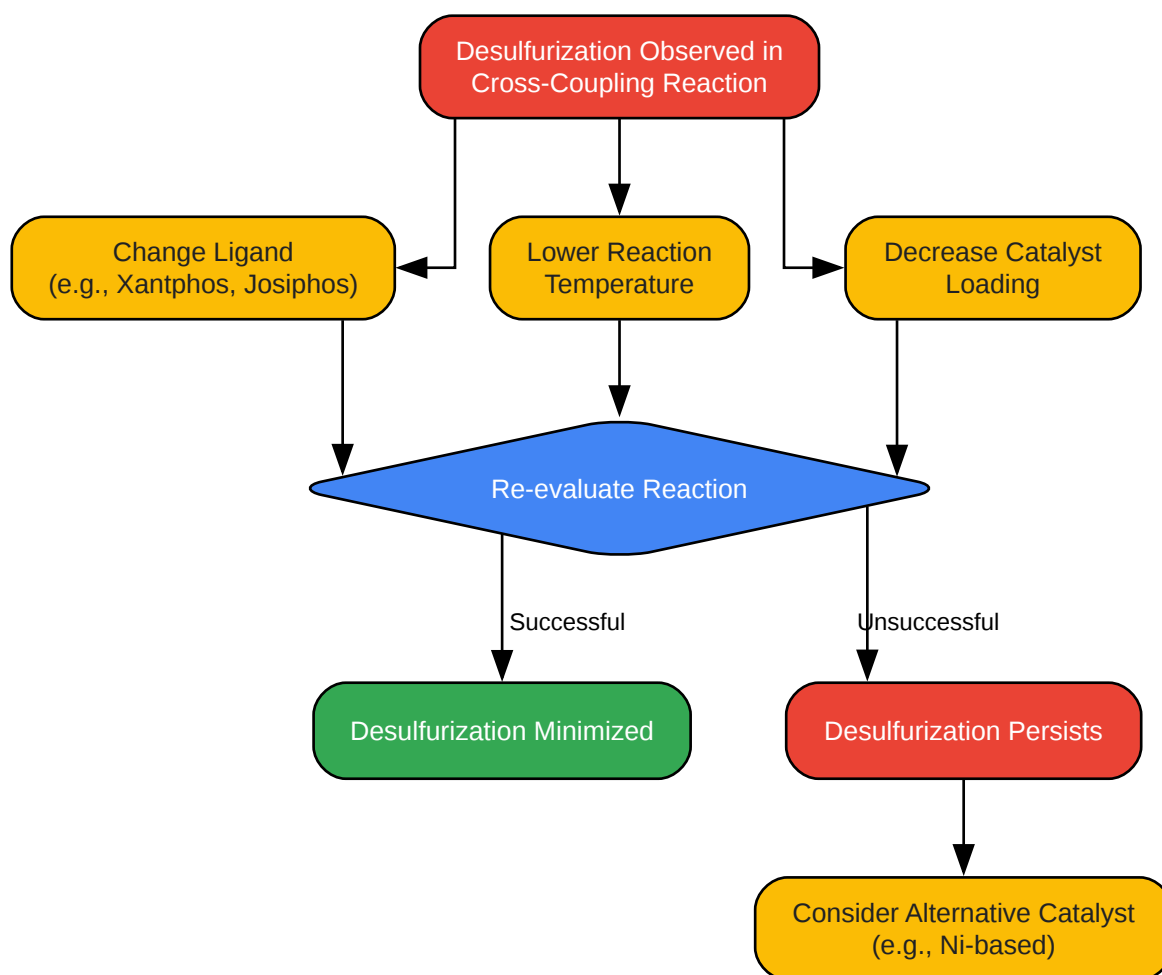 Desulfurization Observed in
Cross-Coupling Reaction
Change Ligand
(e.g., Xantphos, Josiphos)
Lower Reaction
Temperature
Decrease Catalyst
Loading
Re-evaluate Reaction
Successful
Unsuccessful
Desulfurization Minimized
Desulfurization Persists
Consider Alternative Catalyst
(e.g., Ni-based)